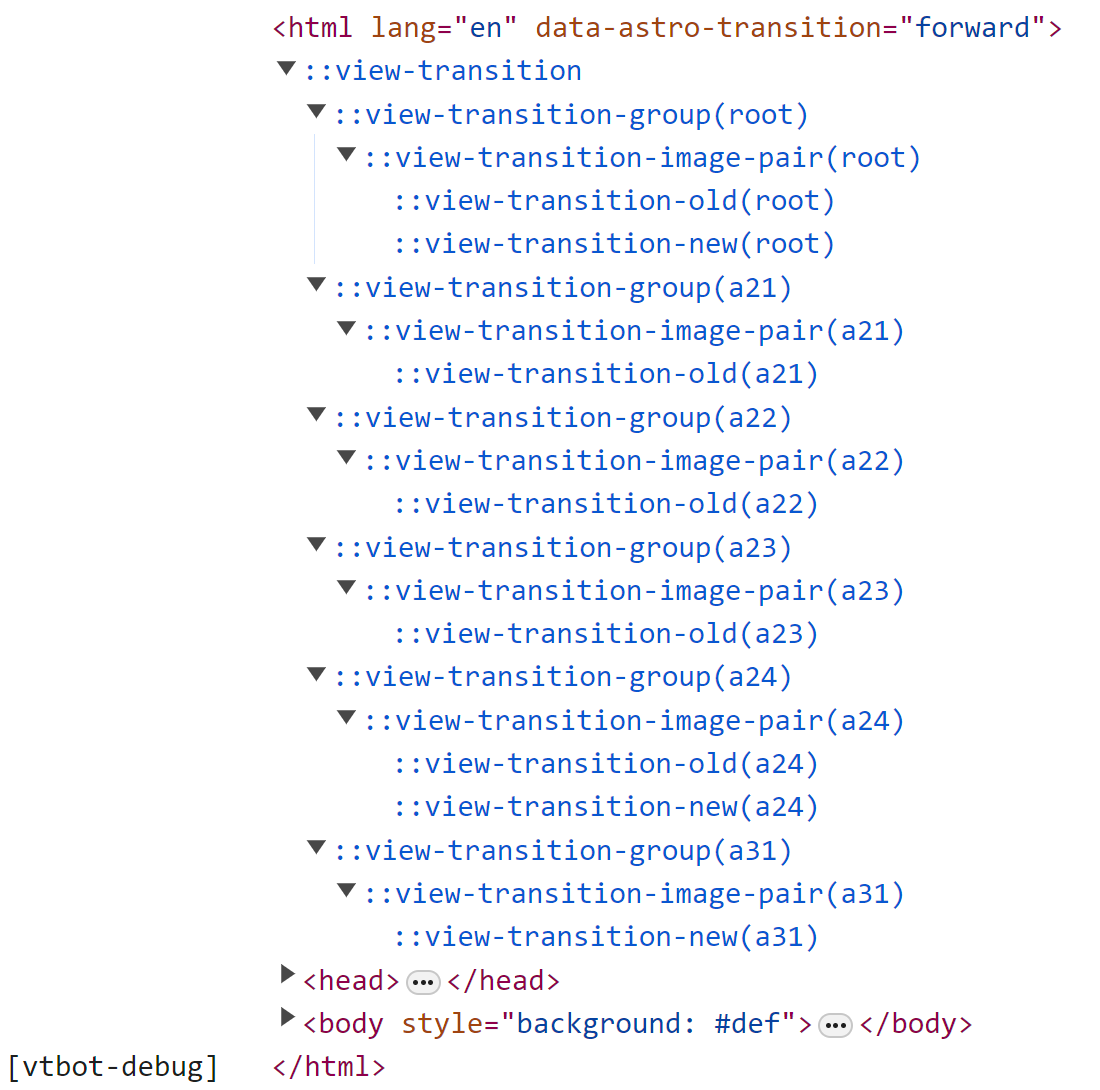 <html lang="en" data-astro-transition="forward">
::view-transition
::view-transition-group(root)
::view-transition-image-pair(root)
::view-transition-old(root)
::view-transition-new(root)
::view-transition-group(a21)
::view-transition-image-pair(a21)
::view-transition-old(a21)
::view-transition-group(a22)
::view-transition-image-pair(a22)
::view-transition-old(a22)
::view-transition-group(a23)
::view-transition-image-pair(a23)
::view-transition-old(a23)
::view-transition-group(a24)
::view-transition-image-pair(a24)
::view-transition-old(a24)
::view-transition-new(a24)
::view-transition-group(a31)
::view-transition-image-pair(a31)
::view-transition-new(a31)
<head>…</head>
<body style="background: #def">…</body>
[vtbot-debug] </html>